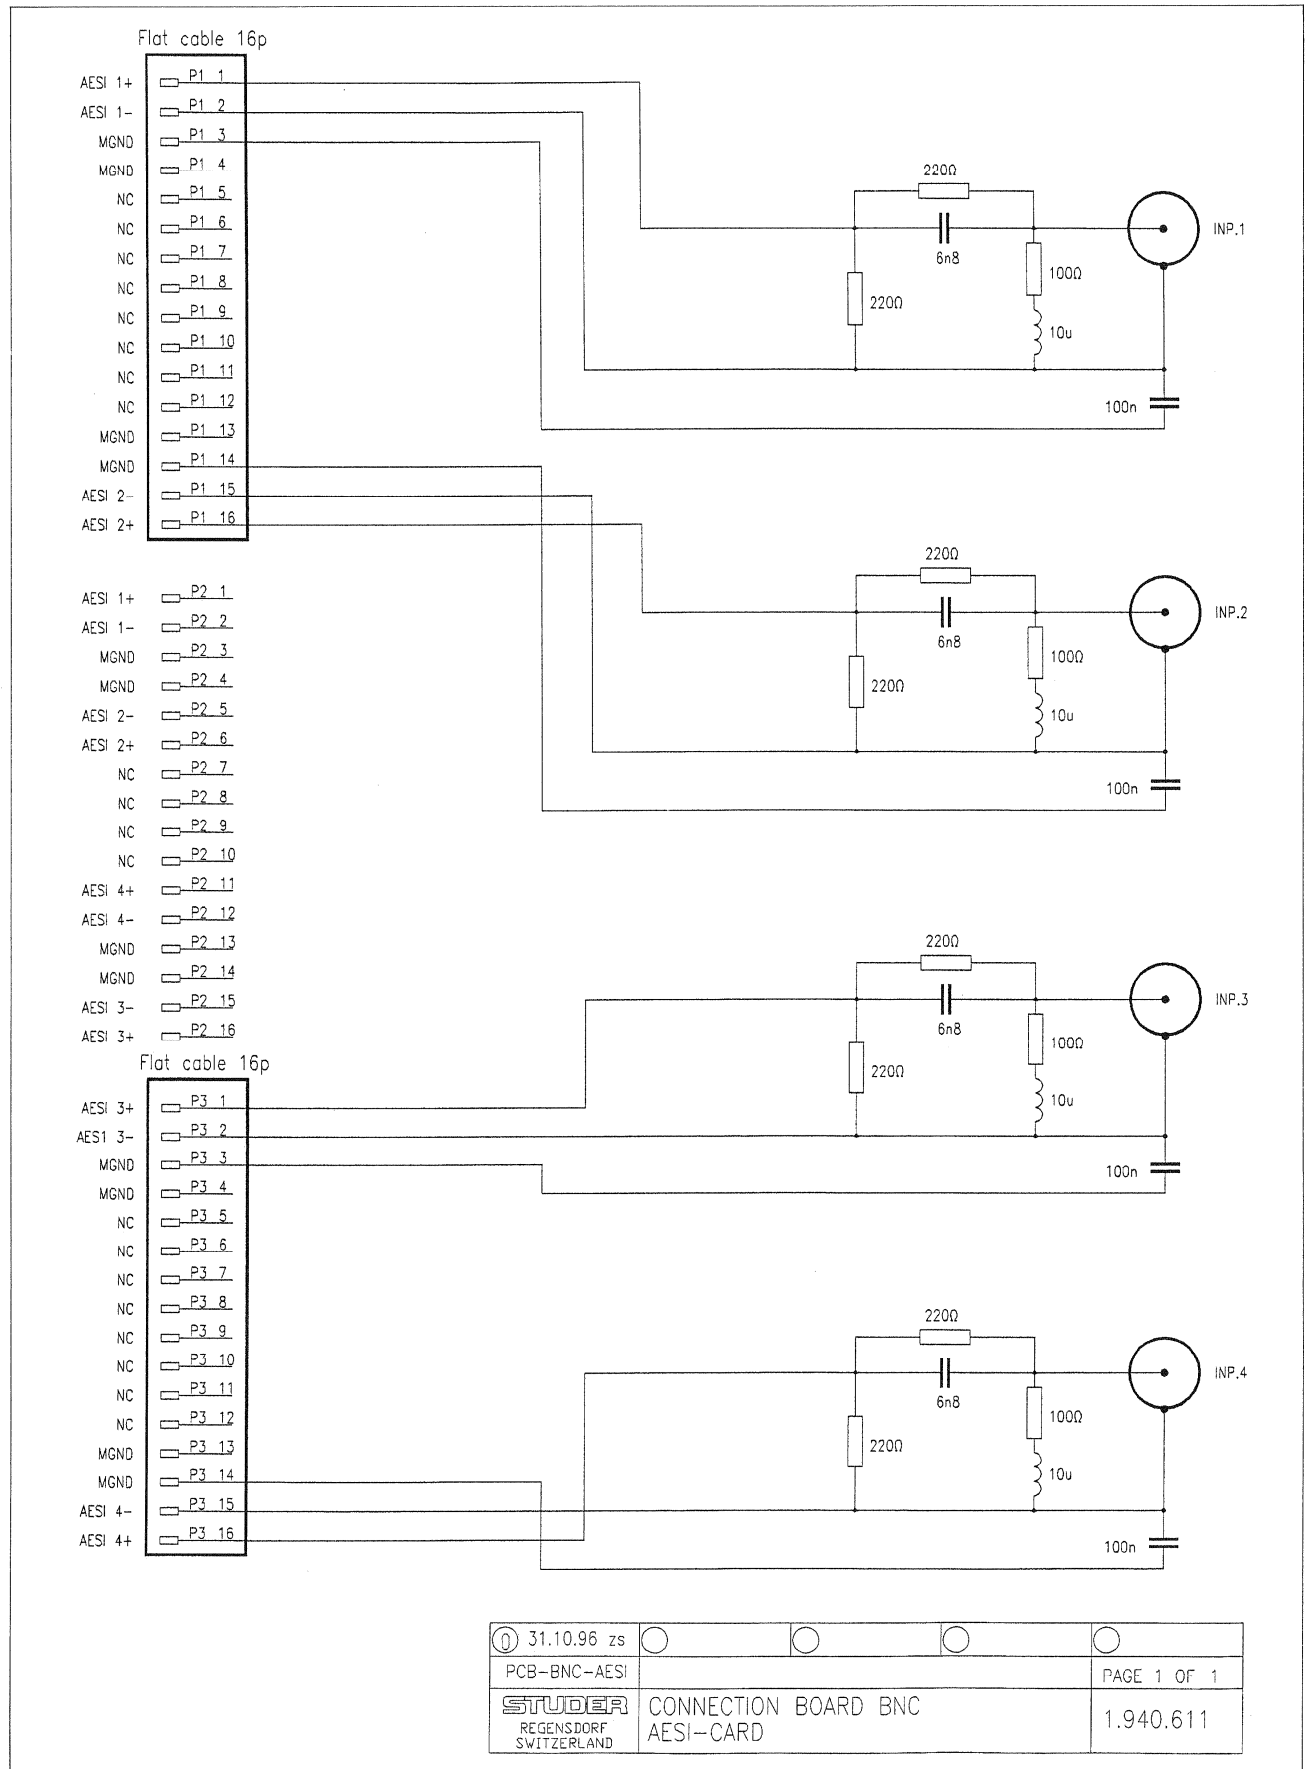 Flat cable 16p
AESI 1+ P1 1
AESI 1- P1 2
MGND P1 3
MGND P1 4
NC P1 5
NC P1 6
NC P1 7
NC P1 8
NC P1 9
NC P1 10
NC P1 11
NC P1 12
MGND P1 13
MGND P1 14
AESI 2- P1 15
AESI 2+ P1 16
220Ω
6n8
INP.1
100Ω
220Ω
10u
100n
AESI 1+ P2 1
AESI 1- P2 2
MGND P2 3
MGND P2 4
AESI 2- P2 5
AESI 2+ P2 6
NC P2 7
NC P2 8
NC P2 9
NC P2 10
AESI 4+ P2 11
AESI 4- P2 12
MGND P2 13
MGND P2 14
AESI 3- P2 15
AESI 3+ P2 16
220Ω
6n8
INP.2
100Ω
220Ω
10u
100n
Flat cable 16p
AESI 3+ P3 1
AES1 3- P3 2
MGND P3 3
MGND P3 4
NC P3 5
NC P3 6
NC P3 7
NC P3 8
NC P3 9
NC P3 10
NC P3 11
NC P3 12
MGND P3 13
MGND P3 14
AESI 4- P3 15
AESI 4+ P3 16
220Ω
6n8
INP.3
100Ω
220Ω
10u
100n
220Ω
6n8
INP.4
100Ω
220Ω
10u
100n
0 31.10.96 zs
PCB-BNC-AESI
PAGE 1 OF 1
STUDER
REGENSDORF
SWITZERLAND
CONNECTION BOARD BNC
AESI-CARD
1.940.611